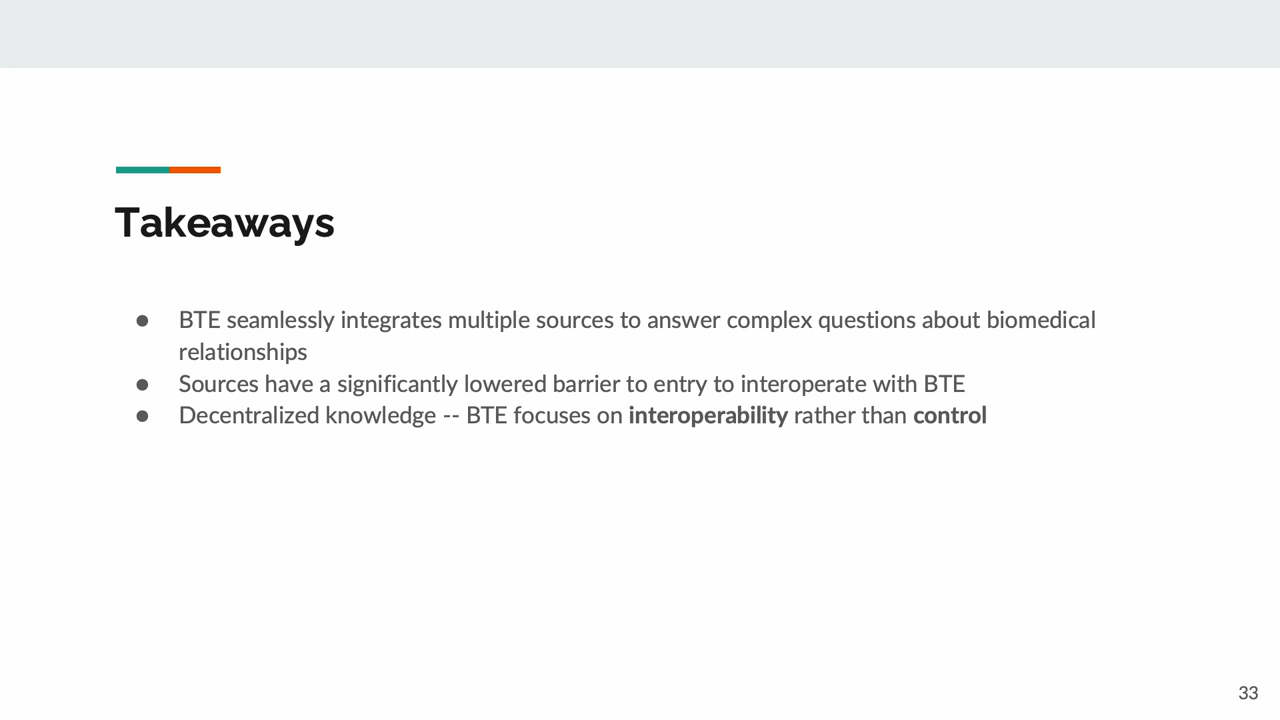 Takeaways
● BTE seamlessly integrates multiple sources to answer complex questions about biomedical
relationships
● Sources have a significantly lowered barrier to entry to interoperate with BTE
● Decentralized knowledge -- BTE focuses on interoperability rather than control
33